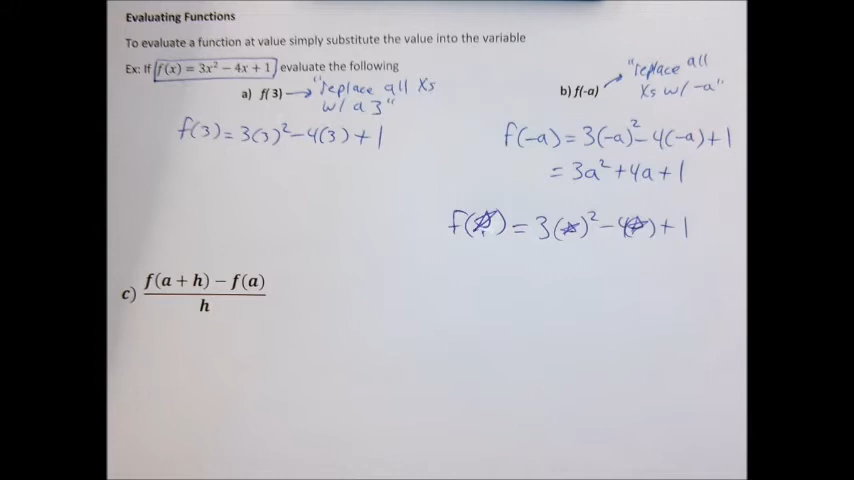 Evaluating Functions
To evaluate a function at value simply substitute the value into the variable
Ex: If f(x) = 3x² − 4x + 1 evaluate the following
a) f(3) → "replace all Xs
w/ a 3"
f(3) = 3(3)² − 4(3) + 1
b) f(-a) → "replace all
Xs w/ -a"
f(-a) = 3(-a)² − 4(-a) + 1
= 3a² + 4a + 1
f(☆) = 3(☆)² − 4(☆) + 1
c) f(a + h) − f(a)
h